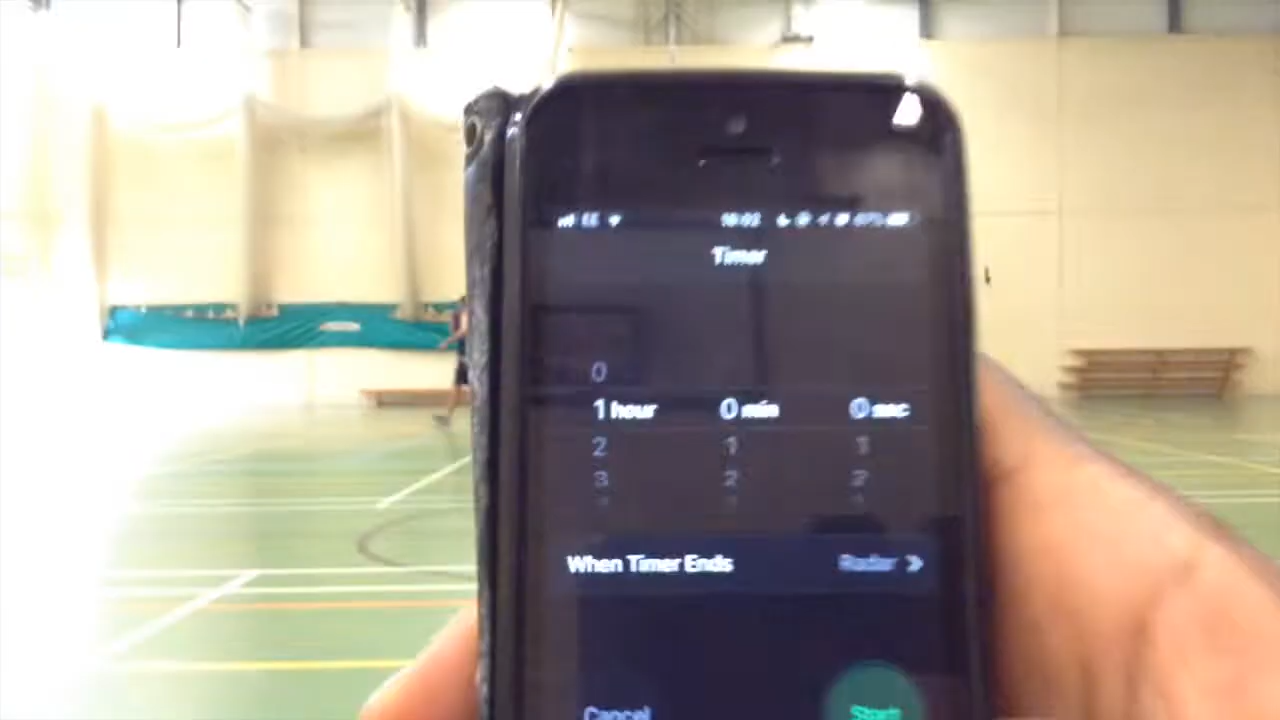 EE
Timer
0
1 hour 0 min 0 sec
2 1 1
3 2 2
When Timer Ends Radar
Cancel Start